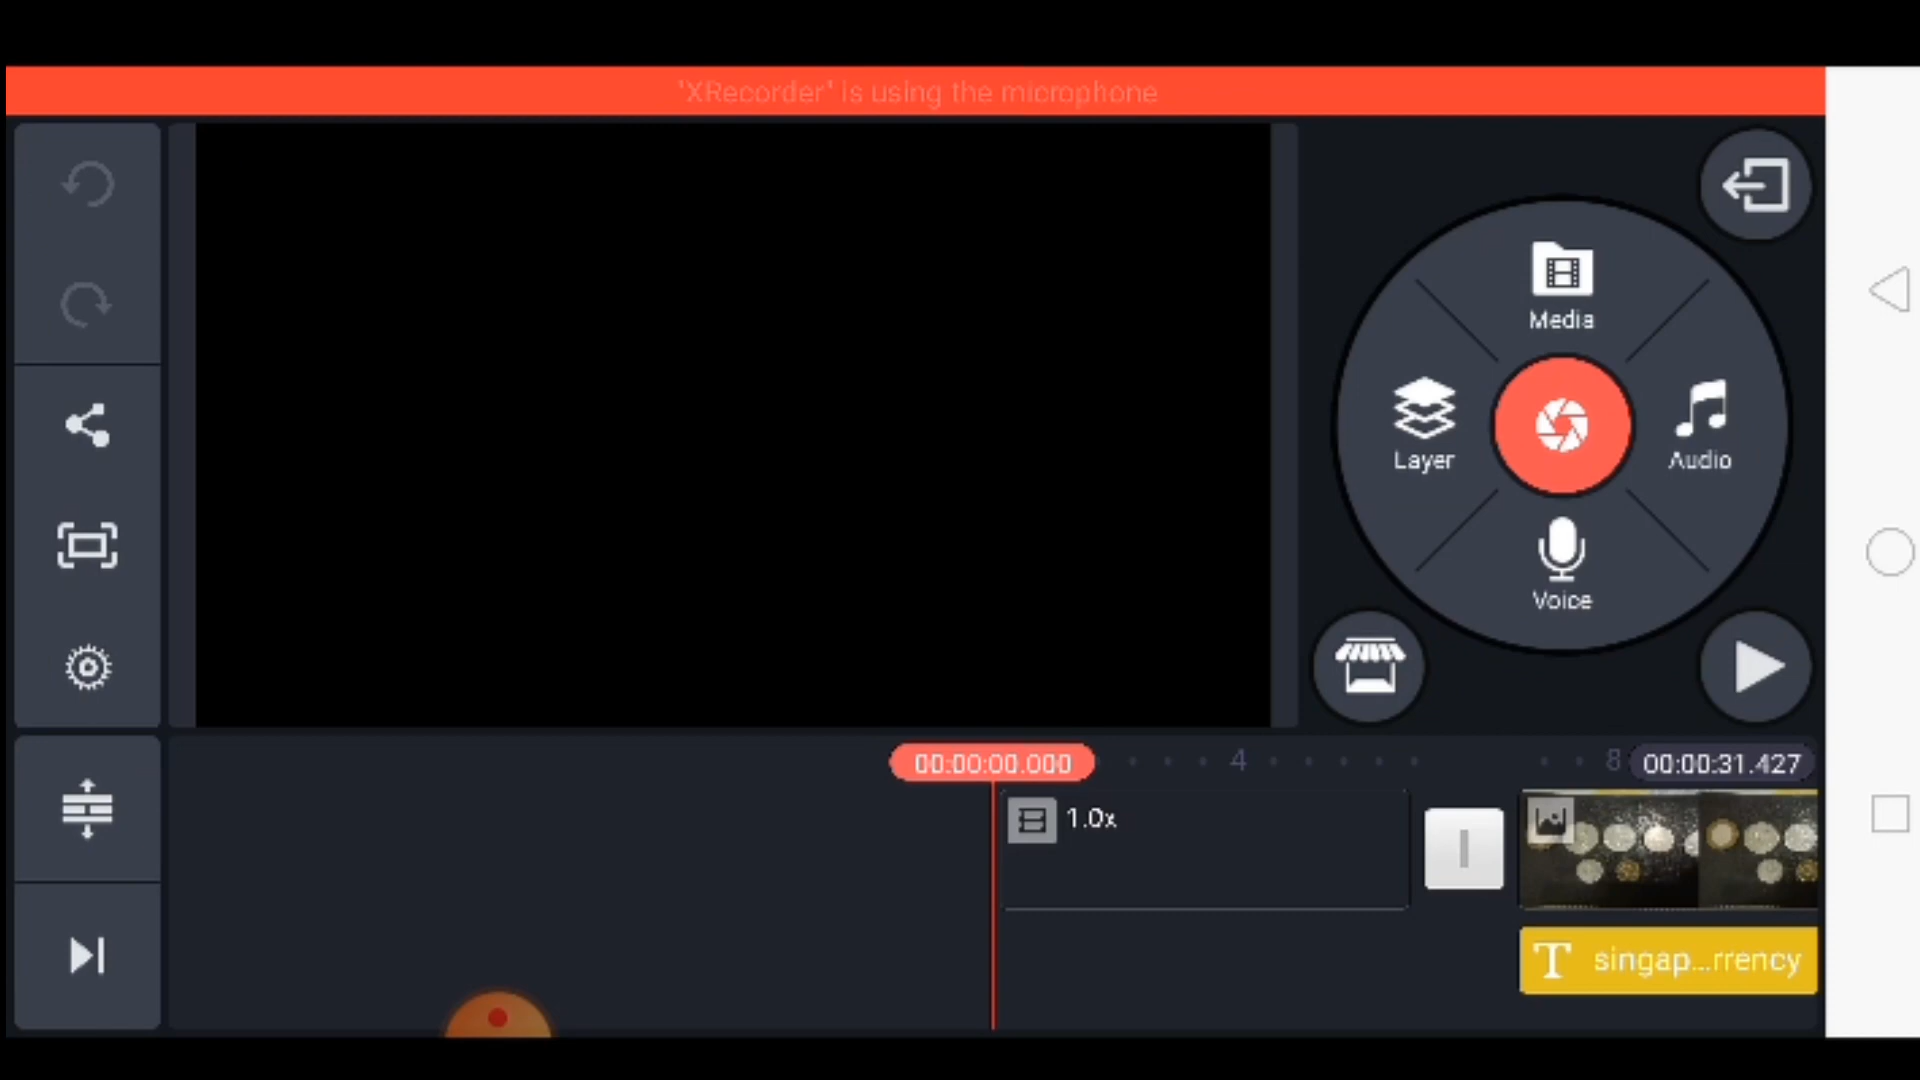 'XRecorder' is using the microphone
Media
Layer
Audio
Voice
00:00:00.000
4
8
00:00:31.427
1.0x
T singap...rrency